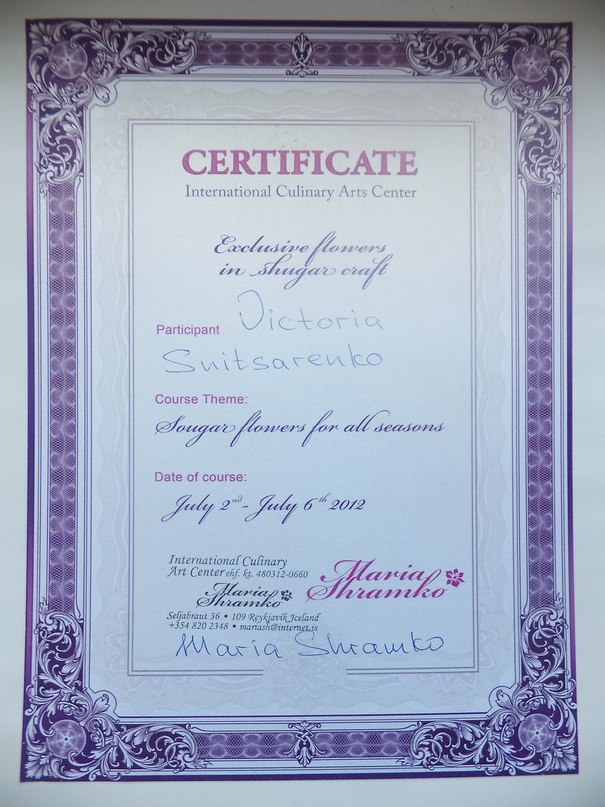 CERTIFICATE
International Culinary Arts Center
Exclusive flowers
in shugar craft
Participant Victoria
Snitsarenko
Course Theme:
Sougar flowers for all seasons
Date of course:
July 2nd - July 6th 2012
International Culinary
Art Center ehf. kt. 480312-0660
Maria
Shramko
Maria
Shramko
Seljabraut 36 • 109 Reykjavik Iceland
+354 820 2348 • mariash@internet.is
Maria Shramko